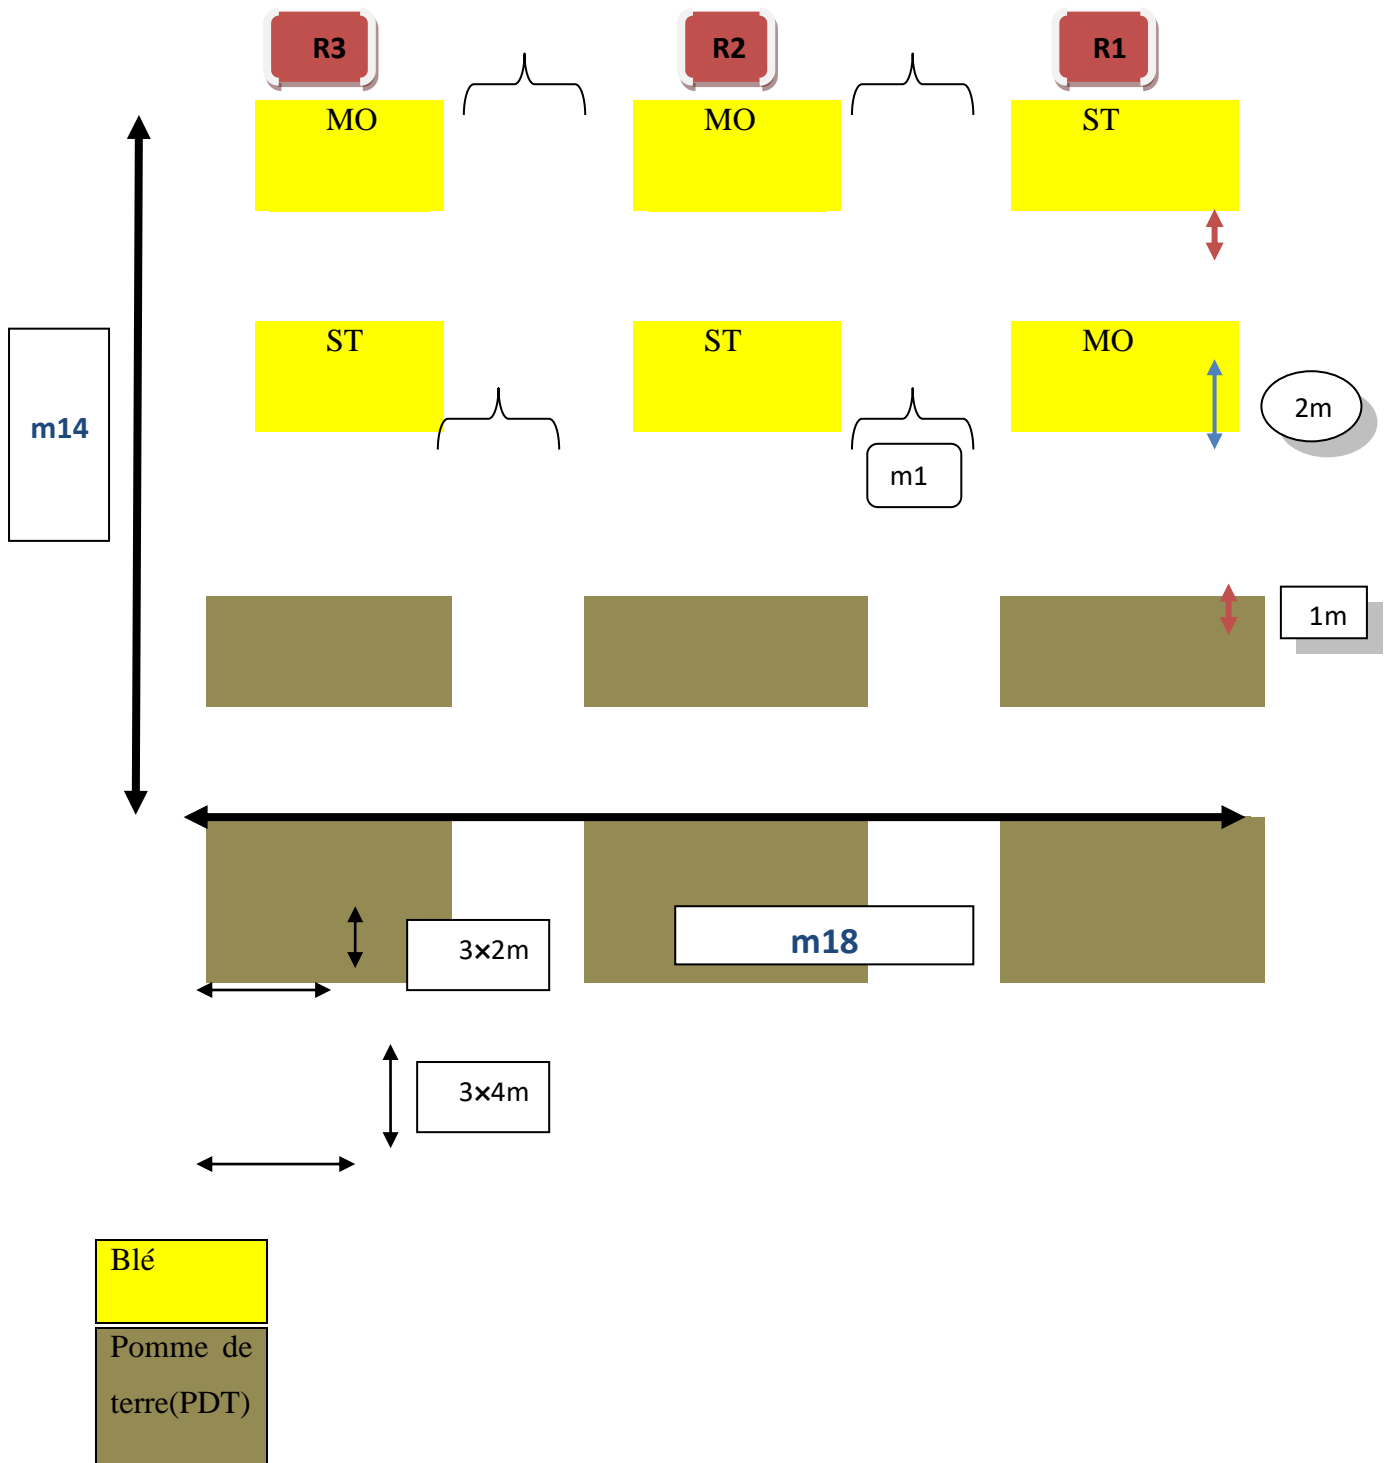 R3 R2 R1
MO MO ST
ST ST MO
m14
2m
m1
1m
3×2m
m18
3×4m
Blé
Pomme de
terre(PDT)